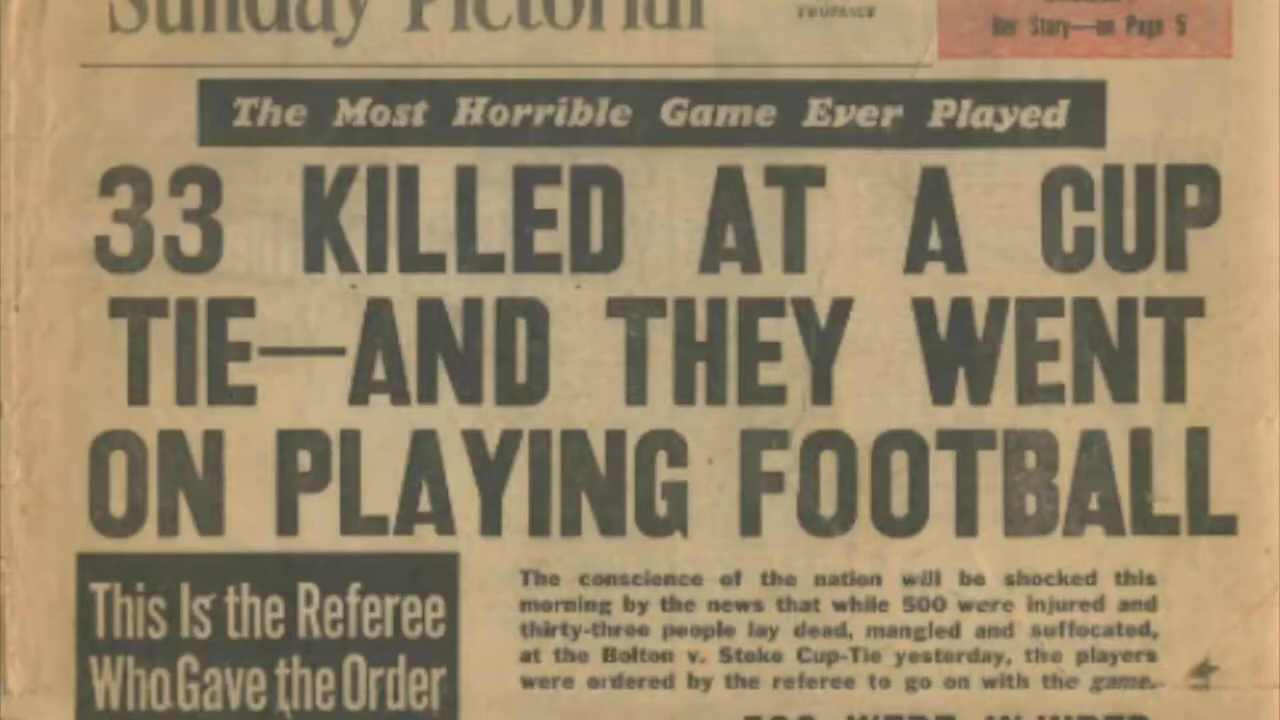 Sunday Pictorial
Her Story—on Page 5
The Most Horrible Game Ever Played
33 KILLED AT A CUP
TIE—AND THEY WENT
ON PLAYING FOOTBALL
This Is the Referee
Who Gave the Order
The conscience of the nation will be shocked this
morning by the news that while 500 were injured and
thirty-three people lay dead, mangled and suffocated,
at the Bolton v. Stoke Cup-Tie yesterday, the players
were ordered by the referee to go on with the game.
500 WERE INJURED